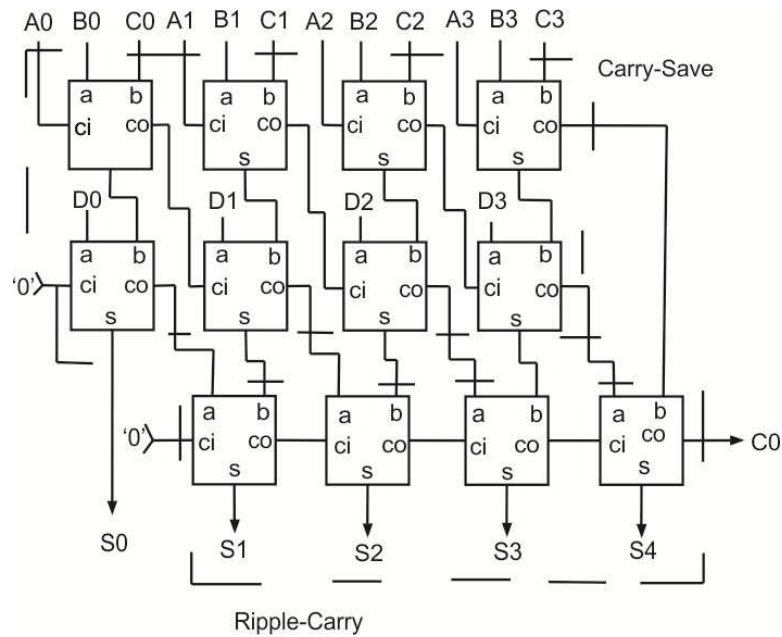 A0 B0 C0 A1 B1 C1 A2 B2 C2 A3 B3 C3
Carry-Save
a b a b a b a b
ci co ci co ci co ci co
s s s
D0 D1 D2 D3
a b a b a b a b
'0' ci co ci co ci co ci co
s s s s
a b a b a b a b
'0' ci co ci co ci co ci co C0
s s s s
S0 S1 S2 S3 S4
Ripple-Carry